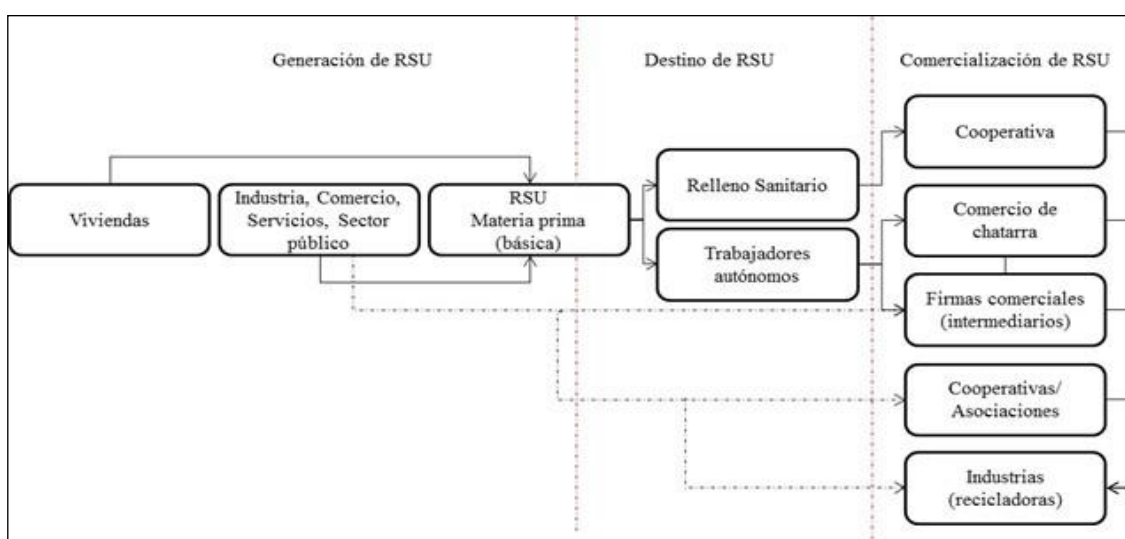 Generación de RSU
Destino de RSU
Comercialización de RSU
Viviendas
Industria, Comercio,
Servicios, Sector
público
RSU
Materia prima
(básica)
Relleno Sanitario
Trabajadores
autónomos
Cooperativa
Comercio de
chatarra
Firmas comerciales
(intermediarios)
Cooperativas/
Asociaciones
Industrias
(recicladoras)